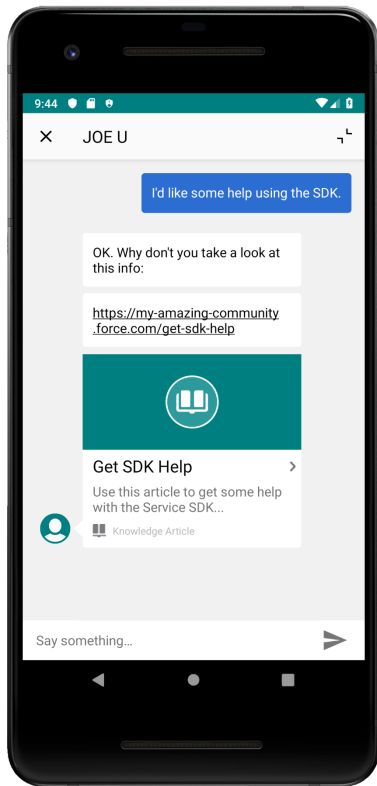 9:44
JOE U
I'd like some help using the SDK.
OK. Why don't you take a look at
this info:
https://my-amazing-community
.force.com/get-sdk-help
Get SDK Help
Use this article to get some help
with the Service SDK...
Knowledge Article
Say something...